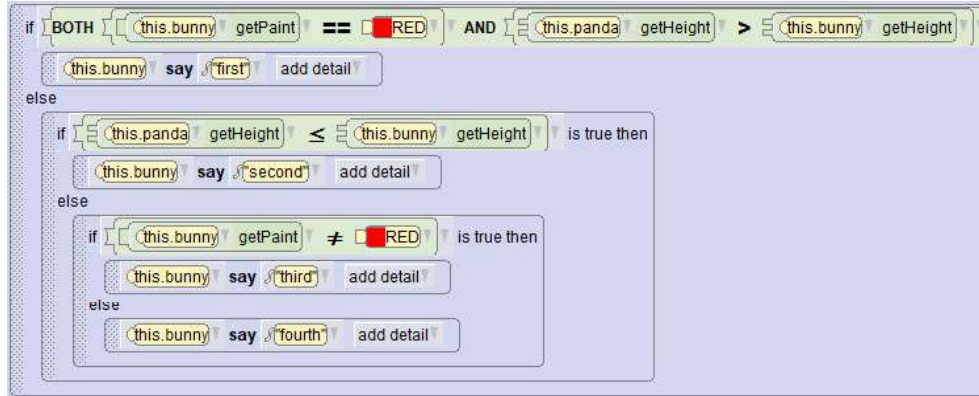 if BOTH this.bunny getPaint == RED AND this.panda getHeight > this.bunny getHeight
this.bunny say "first" add detail
else
if this.panda getHeight ≤ this.bunny getHeight is true then
this.bunny say "second" add detail
else
if this.bunny getPaint ≠ RED is true then
this.bunny say "third" add detail
else
this.bunny say "fourth" add detail